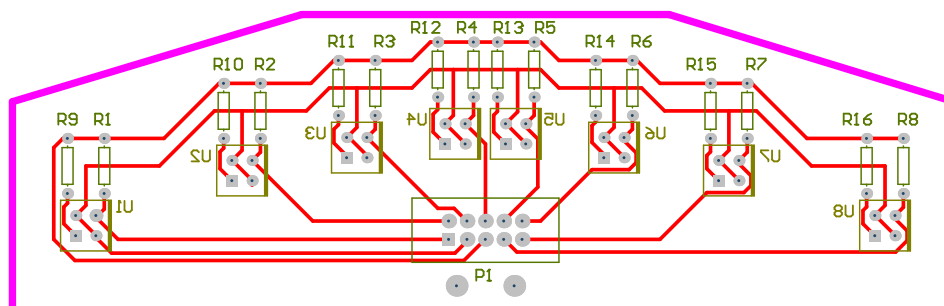 R12 R4 R13 R5
R11 R3 R14 R6
R10 R2 R15 R7
R9 R1 R16 R8
U4 U5
U3 U6
U2 U7
U1 U8
P1